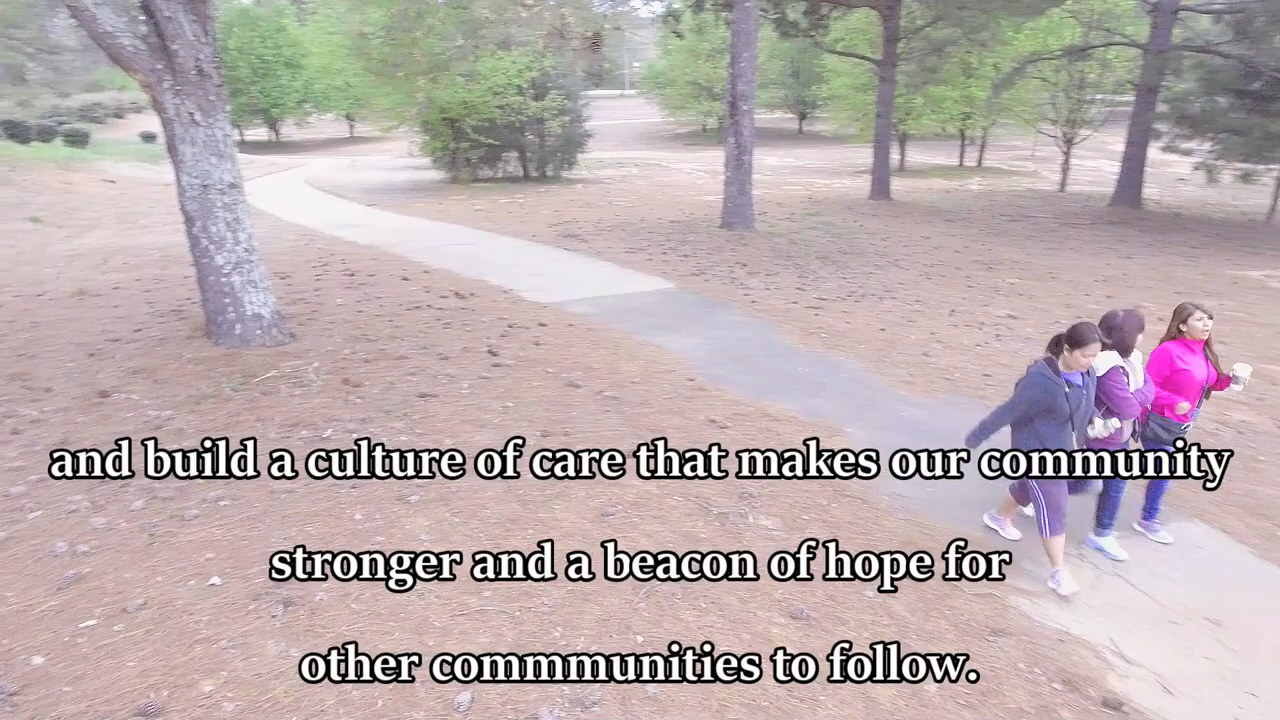 and build a culture of care that makes our community
stronger and a beacon of hope for
other commmunities to follow.